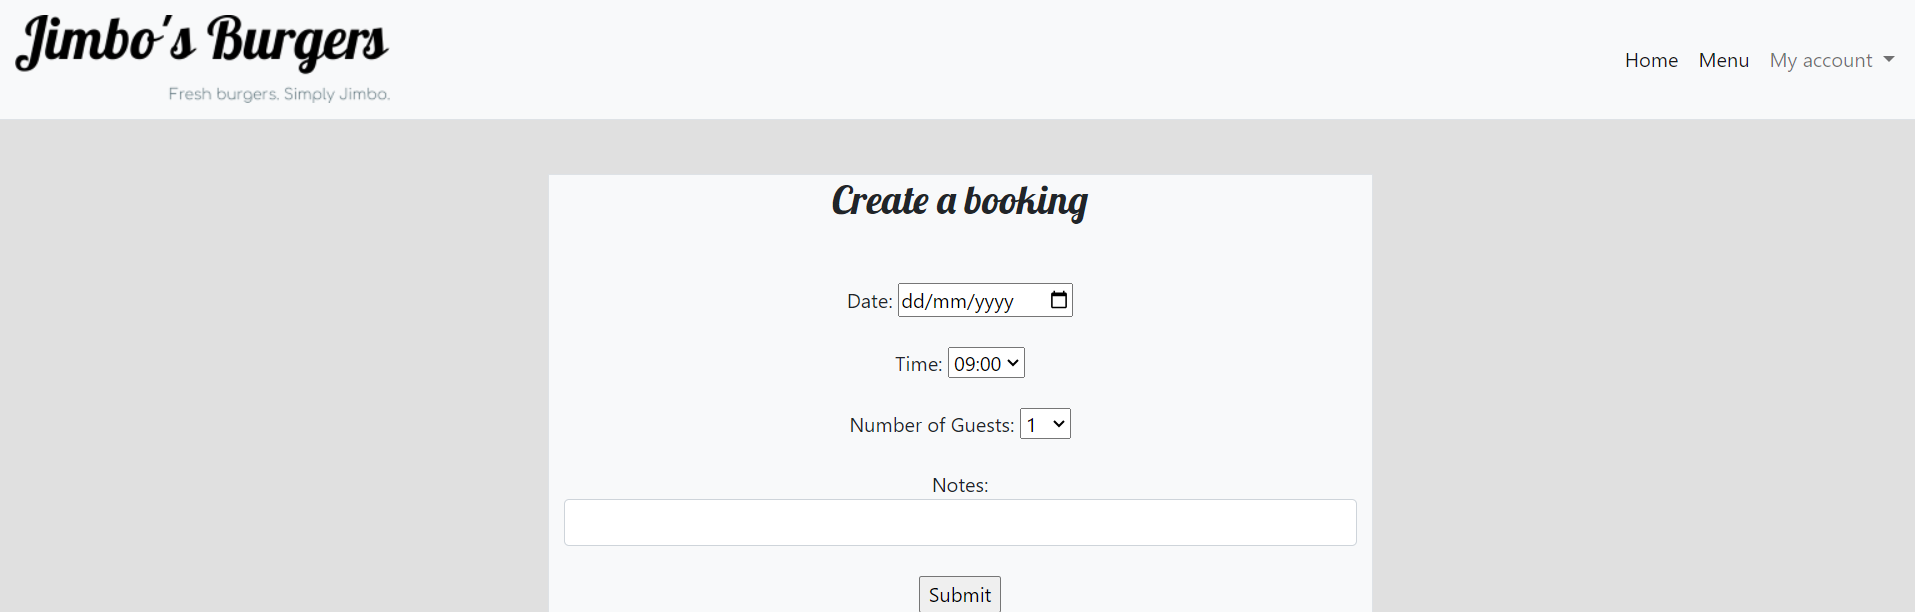 Jimbo's Burgers
Fresh burgers. Simply Jimbo.
Home Menu My account
Create a booking
Date: dd/mm/yyyy
Time: 09:00
Number of Guests: 1
Notes:
Submit